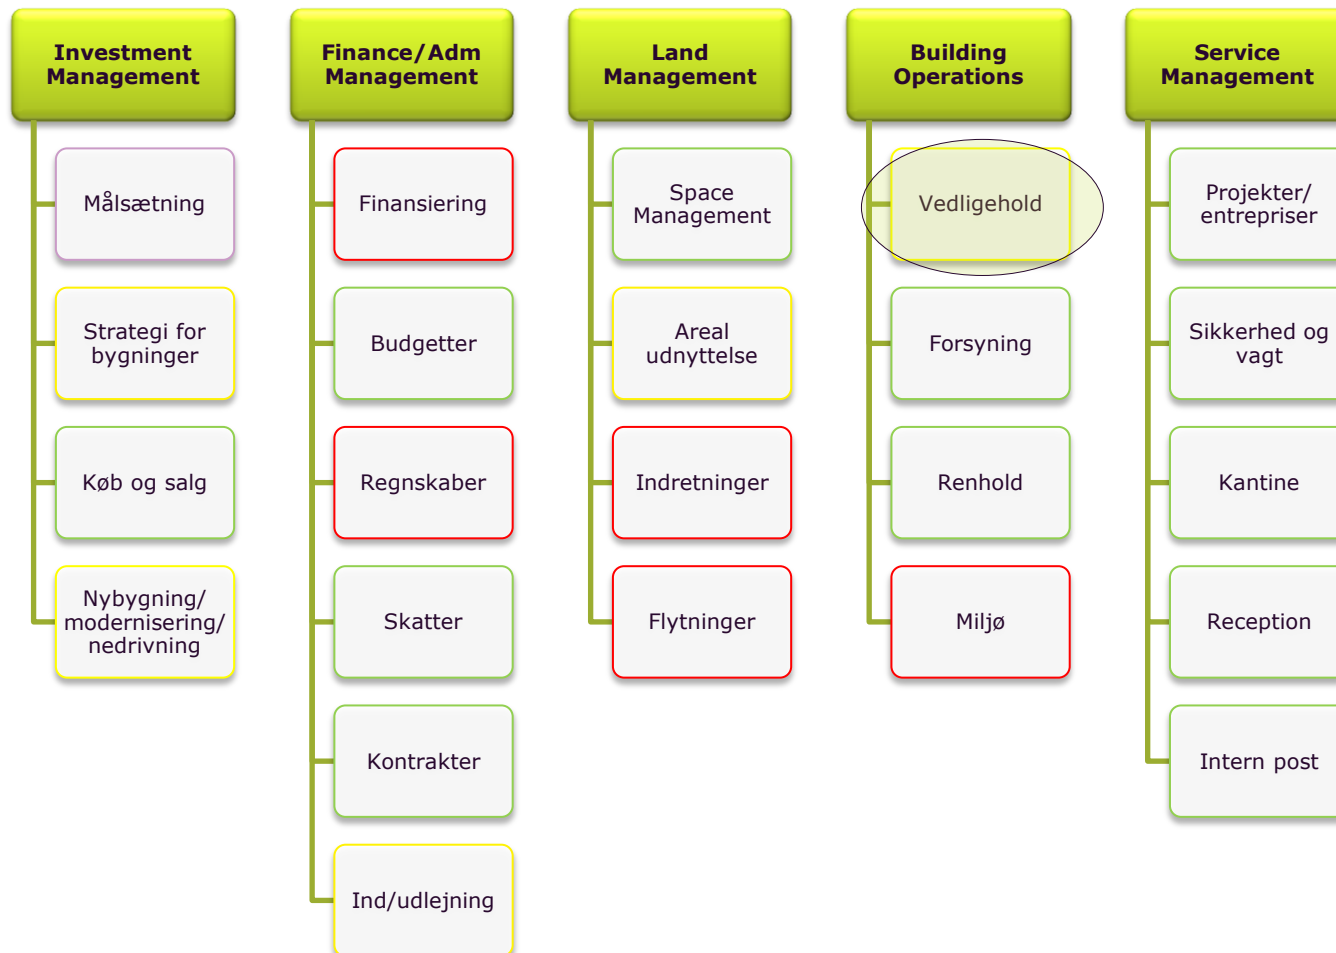 Investment
Management
Målsætning
Strategi for
bygninger
Køb og salg
Nybygning/
modernisering/
nedrivning
Finance/Adm
Management
Finansiering
Budgetter
Regnskaber
Skatter
Kontrakter
Ind/udlejning
Land
Management
Space
Management
Areal
udnyttelse
Indretninger
Flytninger
Building
Operations
Vedligehold
Forsyning
Renhold
Miljø
Service
Management
Projekter/
entrepriser
Sikkerhed og
vagt
Kantine
Reception
Intern post